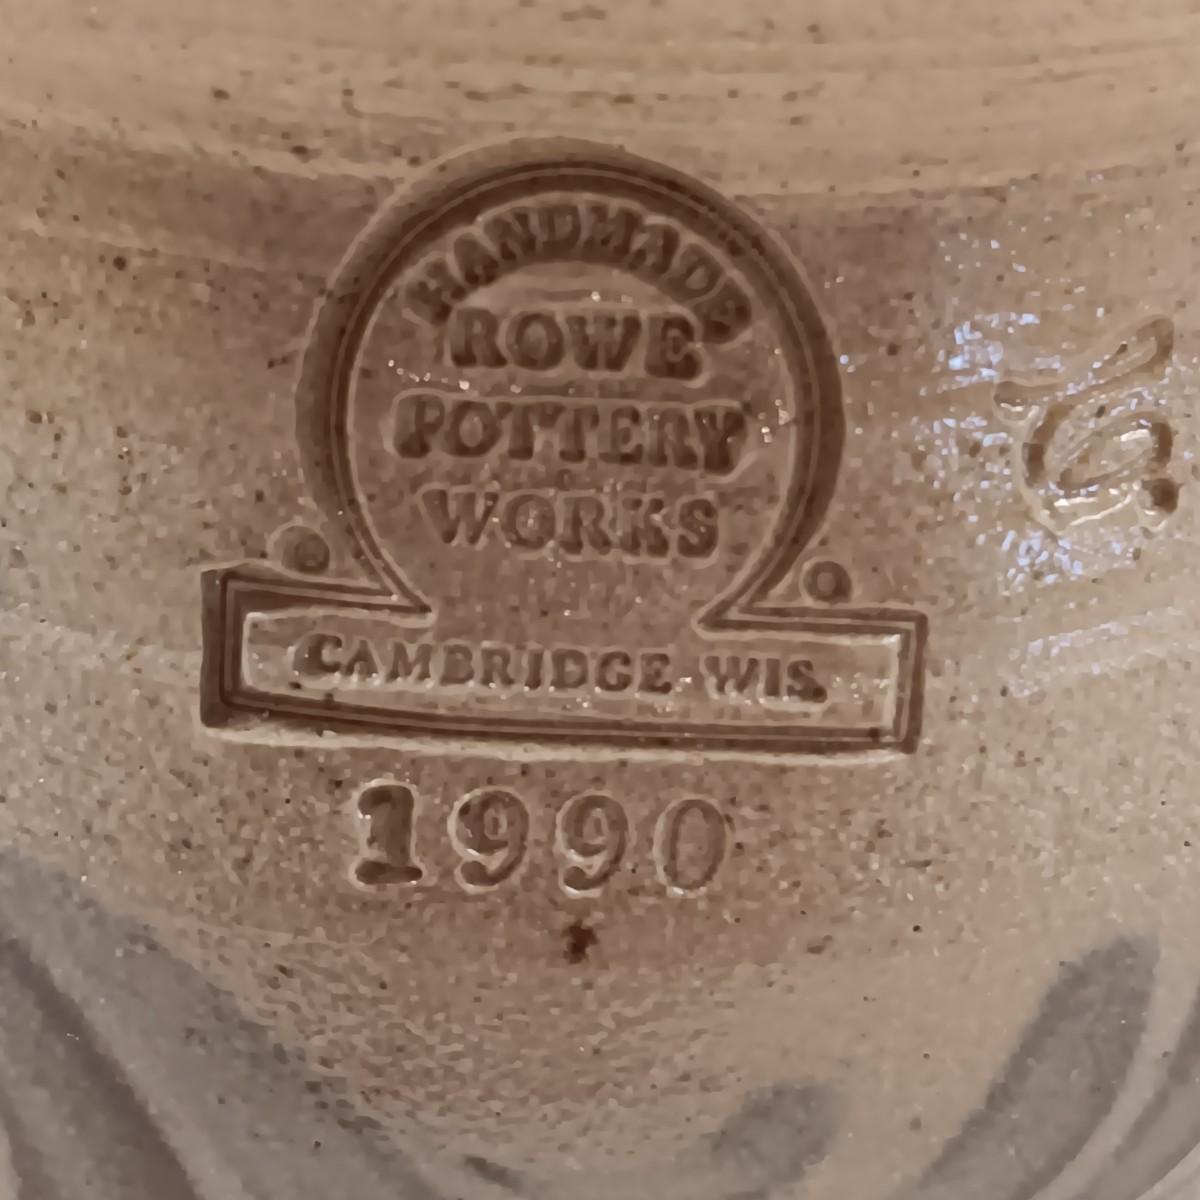 HANDMADE
ROWE
POTTERY
WORKS
CAMBRIDGE WIS.
1990